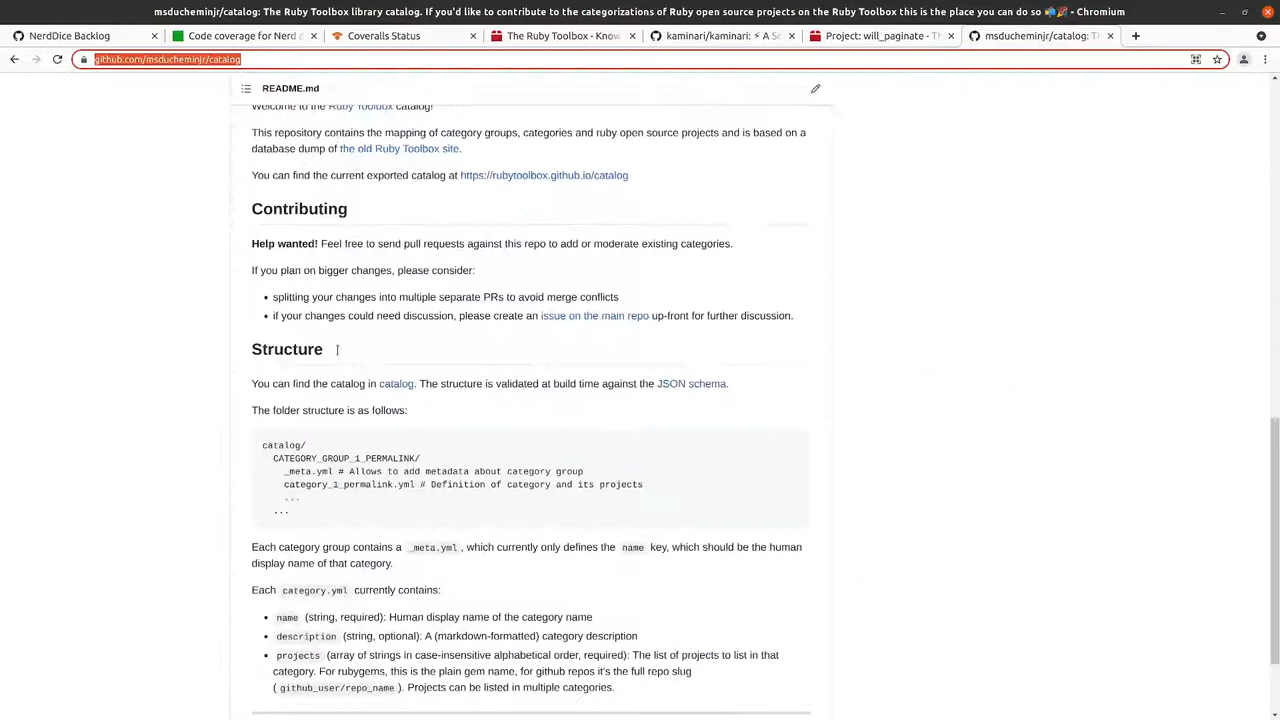 msducheminjr/catalog: The Ruby Toolbox library catalog. If you'd like to contribute to the categorizations of Ruby open source projects on the Ruby Toolbox this is the place you can do so 📬🎉 - Chromium
NerdDice Backlog
Code coverage for Nerd d
Coveralls Status
The Ruby Toolbox - Know
kaminari/kaminari: ⚡ A Sc
Project: will_paginate - Th
msducheminjr/catalog: Th
github.com/msducheminjr/catalog
README.md
Welcome to the Ruby Toolbox catalog!
This repository contains the mapping of category groups, categories and ruby open source projects and is based on a
database dump of the old Ruby Toolbox site.
You can find the current exported catalog at https://rubytoolbox.github.io/catalog
Contributing
Help wanted! Feel free to send pull requests against this repo to add or moderate existing categories.
If you plan on bigger changes, please consider:
• splitting your changes into multiple separate PRs to avoid merge conflicts
• if your changes could need discussion, please create an issue on the main repo up-front for further discussion.
Structure
You can find the catalog in catalog. The structure is validated at build time against the JSON schema.
The folder structure is as follows:
catalog/
CATEGORY_GROUP_1_PERMALINK/
_meta.yml # Allows to add metadata about category group
category_1_permalink.yml # Definition of category and its projects
...
...
Each category group contains a _meta.yml, which currently only defines the name key, which should be the human
display name of that category.
Each category.yml currently contains:
• name (string, required): Human display name of the category name
• description (string, optional): A (markdown-formatted) category description
• projects (array of strings in case-insensitive alphabetical order, required): The list of projects to list in that
category. For rubygems, this is the plain gem name, for github repos it's the full repo slug
(github_user/repo_name). Projects can be listed in multiple categories.